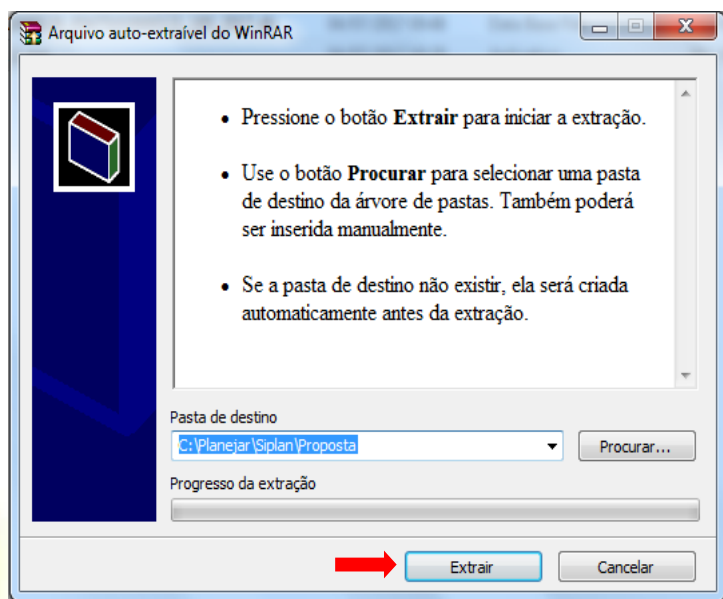 Arquivo auto-extraível do WinRAR
• Pressione o botão Extrair para iniciar a extração.
• Use o botão Procurar para selecionar uma pasta
de destino da árvore de pastas. Também poderá
ser inserida manualmente.
• Se a pasta de destino não existir, ela será criada
automaticamente antes da extração.
Pasta de destino
C:\Planejar\Siplan\Proposta
Procurar...
Progresso da extração
Extrair
Cancelar